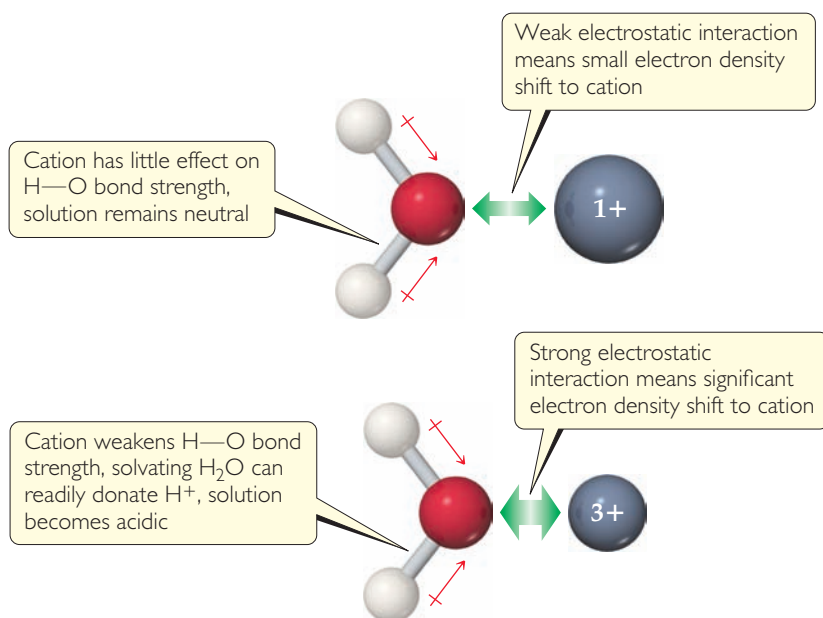 Weak electrostatic interaction
means small electron density
shift to cation
Cation has little effect on
H—O bond strength,
solution remains neutral
1+
Strong electrostatic
interaction means significant
electron density shift to cation
Cation weakens H—O bond
strength, solvating H₂O can
readily donate H⁺, solution
becomes acidic
3+